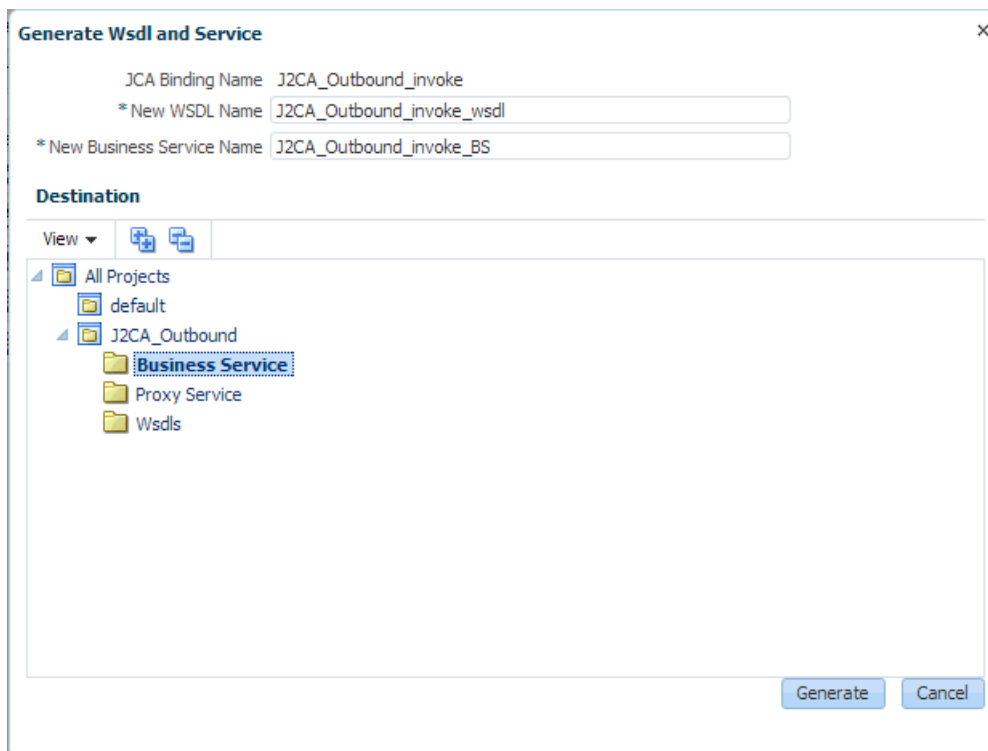 Generate Wsdl and Service
JCA Binding Name J2CA_Outbound_invoke
* New WSDL Name J2CA_Outbound_invoke_wsdl
* New Business Service Name J2CA_Outbound_invoke_BS
Destination
View
All Projects
default
J2CA_Outbound
Business Service
Proxy Service
Wsdls
Generate Cancel